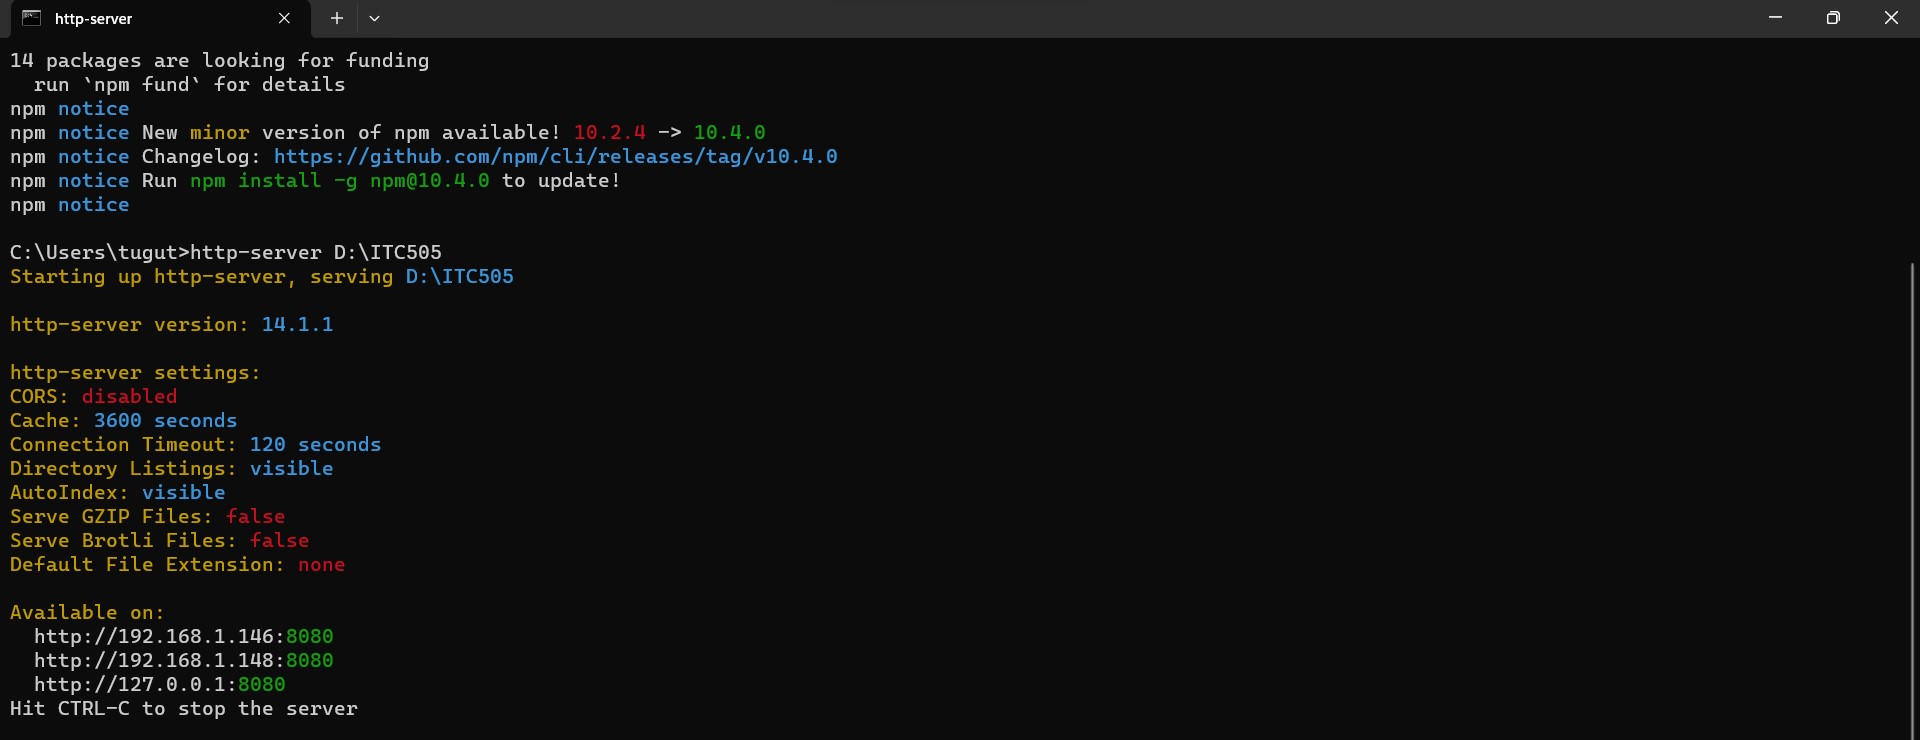 http-server
14 packages are looking for funding
  run `npm fund` for details
npm notice
npm notice New minor version of npm available! 10.2.4 -> 10.4.0
npm notice Changelog: https://github.com/npm/cli/releases/tag/v10.4.0
npm notice Run npm install -g npm@10.4.0 to update!
npm notice
C:\Users\tugut>http-server D:\ITC505
Starting up http-server, serving D:\ITC505
http-server version: 14.1.1
http-server settings:
CORS: disabled
Cache: 3600 seconds
Connection Timeout: 120 seconds
Directory Listings: visible
AutoIndex: visible
Serve GZIP Files: false
Serve Brotli Files: false
Default File Extension: none
Available on:
  http://192.168.1.146:8080
  http://192.168.1.148:8080
  http://127.0.0.1:8080
Hit CTRL-C to stop the server